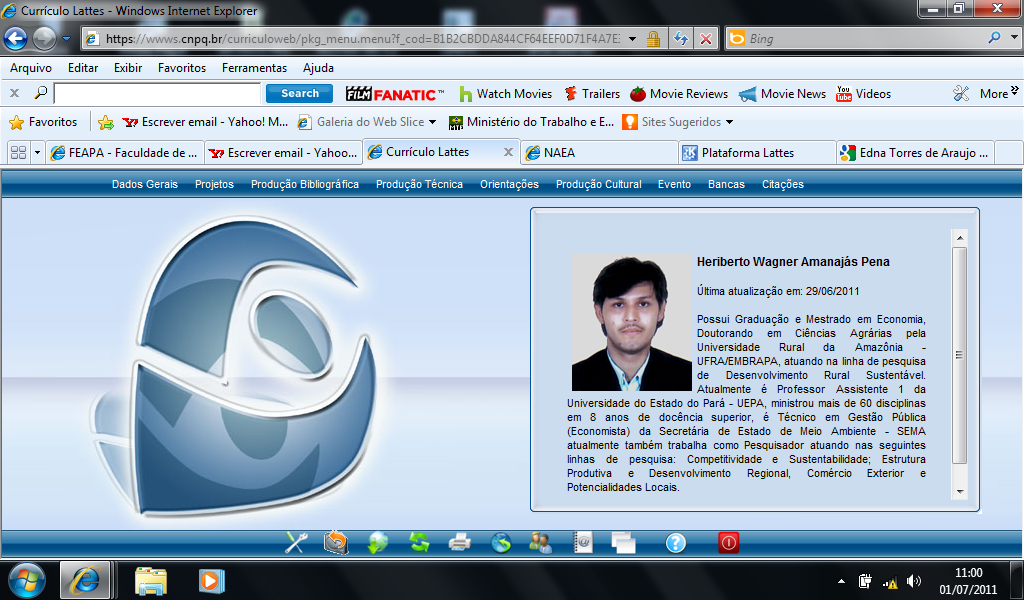 Currículo Lattes - Windows Internet Explorer
https://wwws.cnpq.br/curriculoweb/pkg_menu.menu?f_cod=B1B2CBDDA844CF64EEF0D71F4A7E
Bing
Arquivo Editar Exibir Favoritos Ferramentas Ajuda
Search FILM FANATIC™ Watch Movies Trailers Movie Reviews Movie News You Tube Videos More
Favoritos Escrever email - Yahoo! M... Galeria do Web Slice Ministério do Trabalho e E... Sites Sugeridos
FEAPA - Faculdade de ... Escrever email - Yahoo... Currículo Lattes NAEA Plataforma Lattes Edna Torres de Araujo ...
Dados Gerais Projetos Produção Bibliográfica Produção Técnica Orientações Produção Cultural Evento Bancas Citações
Heriberto Wagner Amanajás Pena
Última atualização em: 29/06/2011
Possui Graduação e Mestrado em Economia,
Doutorando em Ciências Agrárias pela
Universidade Rural da Amazônia -
UFRA/EMBRAPA, atuando na linha de pesquisa
de Desenvolvimento Rural Sustentável.
Atualmente é Professor Assistente 1 da
Universidade do Estado do Pará - UEPA, ministrou mais de 60 disciplinas
em 8 anos de docência superior, é Técnico em Gestão Pública
(Economista) da Secretária de Estado de Meio Ambiente - SEMA
atualmente também trabalha como Pesquisador atuando nas seguintes
linhas de pesquisa: Competitividade e Sustentabilidade; Estrutura
Produtiva e Desenvolvimento Regional, Comércio Exterior e
Potencialidades Locais.
11:00
01/07/2011